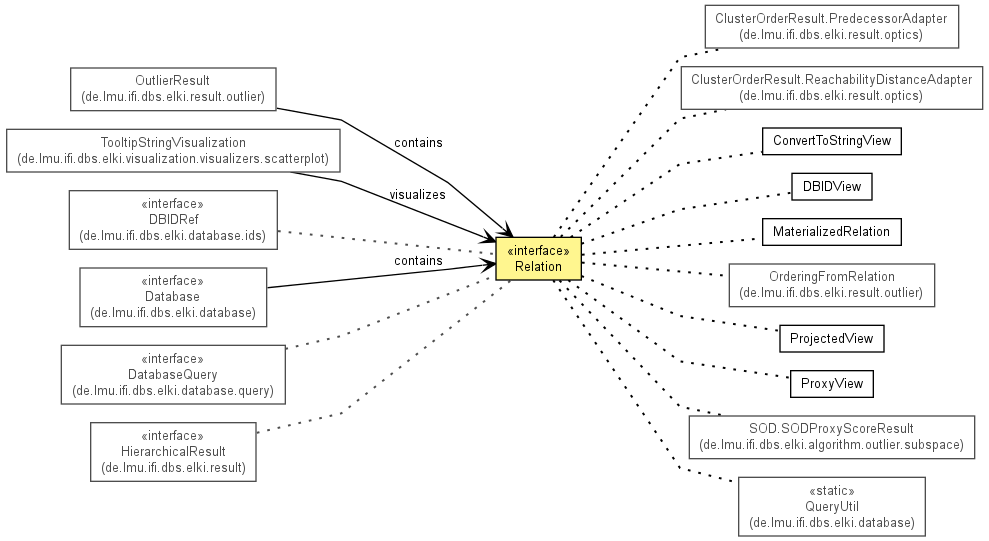 OutlierResult
(de.lmu.ifi.dbs.elki.result.outlier)
TooltipStringVisualization
(de.lmu.ifi.dbs.elki.visualization.visualizers.scatterplot)
«interface»
DBIDRef
(de.lmu.ifi.dbs.elki.database.ids)
«interface»
Database
(de.lmu.ifi.dbs.elki.database)
«interface»
DatabaseQuery
(de.lmu.ifi.dbs.elki.database.query)
«interface»
HierarchicalResult
(de.lmu.ifi.dbs.elki.result)
contains
visualizes
contains
«interface»
Relation
ClusterOrderResult.PredecessorAdapter
(de.lmu.ifi.dbs.elki.result.optics)
ClusterOrderResult.ReachabilityDistanceAdapter
(de.lmu.ifi.dbs.elki.result.optics)
ConvertToStringView
DBIDView
MaterializedRelation
OrderingFromRelation
(de.lmu.ifi.dbs.elki.result.outlier)
ProjectedView
ProxyView
SOD.SODProxyScoreResult
(de.lmu.ifi.dbs.elki.algorithm.outlier.subspace)
«static»
QueryUtil
(de.lmu.ifi.dbs.elki.database)